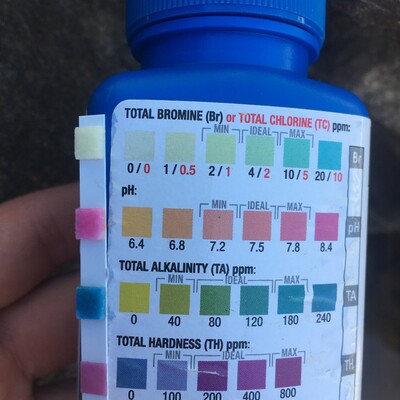 TOTAL BROMINE (Br) or TOTAL CHLORINE (TC) ppm:
MIN IDEAL MAX
Br
0 / 0 1 / 0.5 2 / 1 4 / 2 10 / 5 20 / 10
pH:
MIN IDEAL MAX
pH
6.4 6.8 7.2 7.5 7.8 8.4
TOTAL ALKALINITY (TA) ppm:
MIN IDEAL MAX
TA
0 40 80 120 180 240
TOTAL HARDNESS (TH) ppm:
MIN IDEAL MAX
TH
0 100 200 400 800